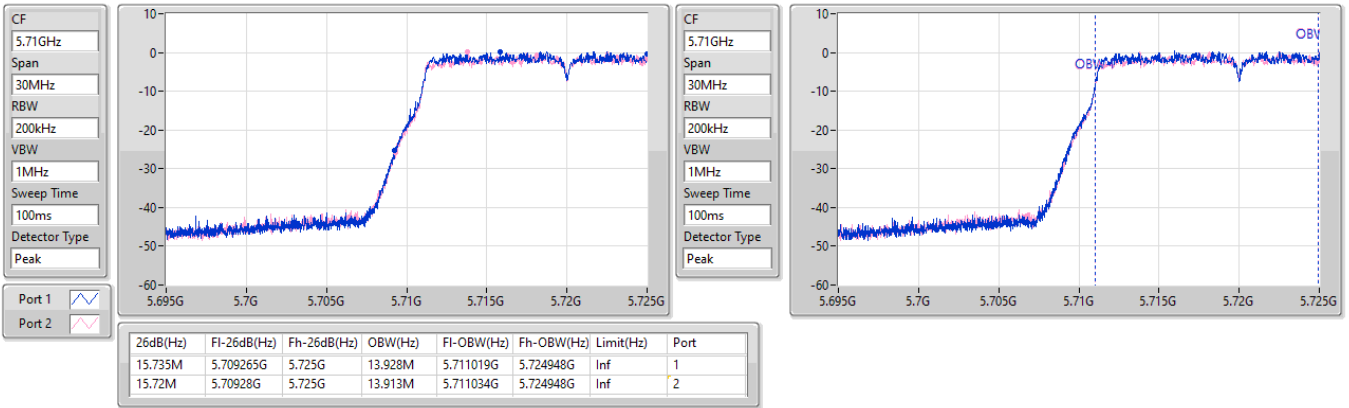 CF
5.71GHz
Span
30MHz
RBW
200kHz
VBW
1MHz
Sweep Time
100ms
Detector Type
Peak
Port 1
Port 2
10-
0-
-10-
-20-
-30-
-40-
-50-
-60-
5.695G 5.7G 5.705G 5.71G 5.715G 5.72G 5.725G
CF
5.71GHz
Span
30MHz
RBW
200kHz
VBW
1MHz
Sweep Time
100ms
Detector Type
Peak
10-
0-
-10-
-20-
-30-
-40-
-50-
-60-
OBW
OBW
5.695G 5.7G 5.705G 5.71G 5.715G 5.72G 5.725G
26dB(Hz) Fl-26dB(Hz) Fh-26dB(Hz) OBW(Hz) Fl-OBW(Hz) Fh-OBW(Hz) Limit(Hz) Port
15.735M 5.709265G 5.725G 13.928M 5.711019G 5.724948G Inf 1
15.72M 5.70928G 5.725G 13.913M 5.711034G 5.724948G Inf 2